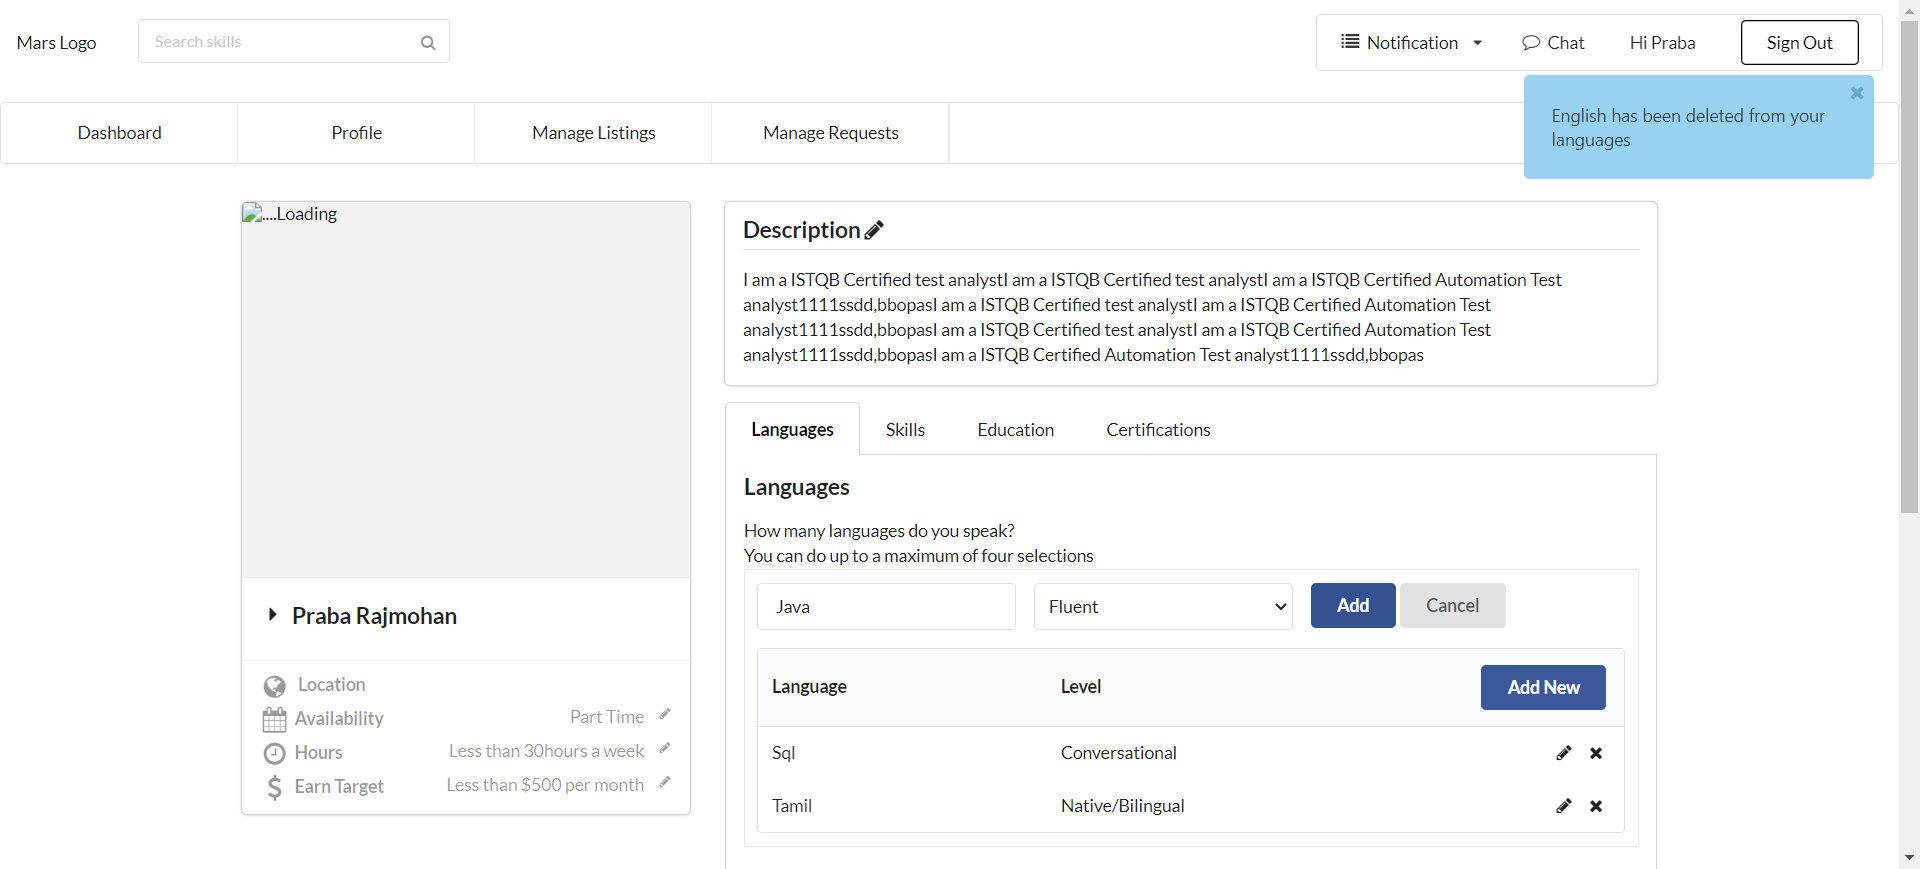 Mars Logo
Search skills
Notification
Chat
Hi Praba
Sign Out
English has been deleted from your
languages
Dashboard
Profile
Manage Listings
Manage Requests
....Loading
Praba Rajmohan
Location
Availability
Part Time
Hours
Less than 30hours a week
Earn Target
Less than $500 per month
Description
I am a ISTQB Certified test analystI am a ISTQB Certified test analystI am a ISTQB Certified Automation Test
analyst1111ssdd,bbopasI am a ISTQB Certified test analystI am a ISTQB Certified Automation Test
analyst1111ssdd,bbopasI am a ISTQB Certified test analystI am a ISTQB Certified Automation Test
analyst1111ssdd,bbopasI am a ISTQB Certified Automation Test analyst1111ssdd,bbopas
Languages
Skills
Education
Certifications
Languages
How many languages do you speak?
You can do up to a maximum of four selections
Java
Fluent
Add
Cancel
Language
Level
Add New
Sql
Conversational
Tamil
Native/Bilingual